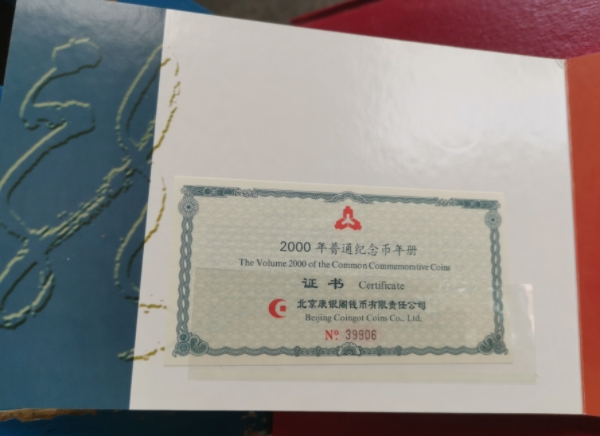 2000 年普通纪念币年册
The Volume 2000 of the Common Commemorative Coins
证书 Certificate
北京康银阁钱币有限责任公司
Beijing Coingot Coins Co., Ltd.
Nº. 39906